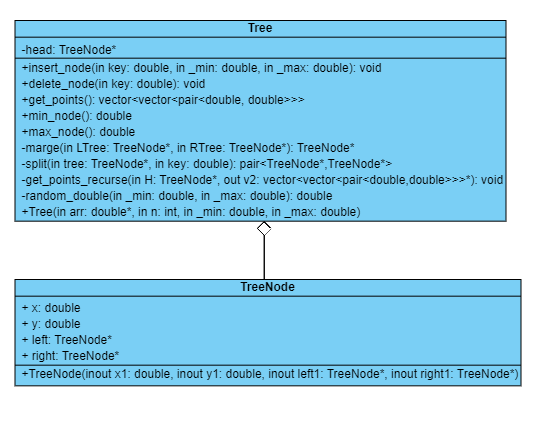 Tree
-head: TreeNode*
+insert_node(in key: double, in _min: double, in _max: double): void
+delete_node(in key: double): void
+get_points(): vector<vector<pair<double, double>>>
+min_node(): double
+max_node(): double
-marge(in LTree: TreeNode*, in RTree: TreeNode*): TreeNode*
-split(in tree: TreeNode*, in key: double): pair<TreeNode*,TreeNode*>
-get_points_recurse(in H: TreeNode*, out v2: vector<vector<pair<double,double>>>*): void
-random_double(in _min: double, in _max: double): double
+Tree(in arr: double*, in n: int, in _min: double, in _max: double)
TreeNode
+ x: double
+ y: double
+ left: TreeNode*
+ right: TreeNode*
+TreeNode(inout x1: double, inout y1: double, inout left1: TreeNode*, inout right1: TreeNode*)